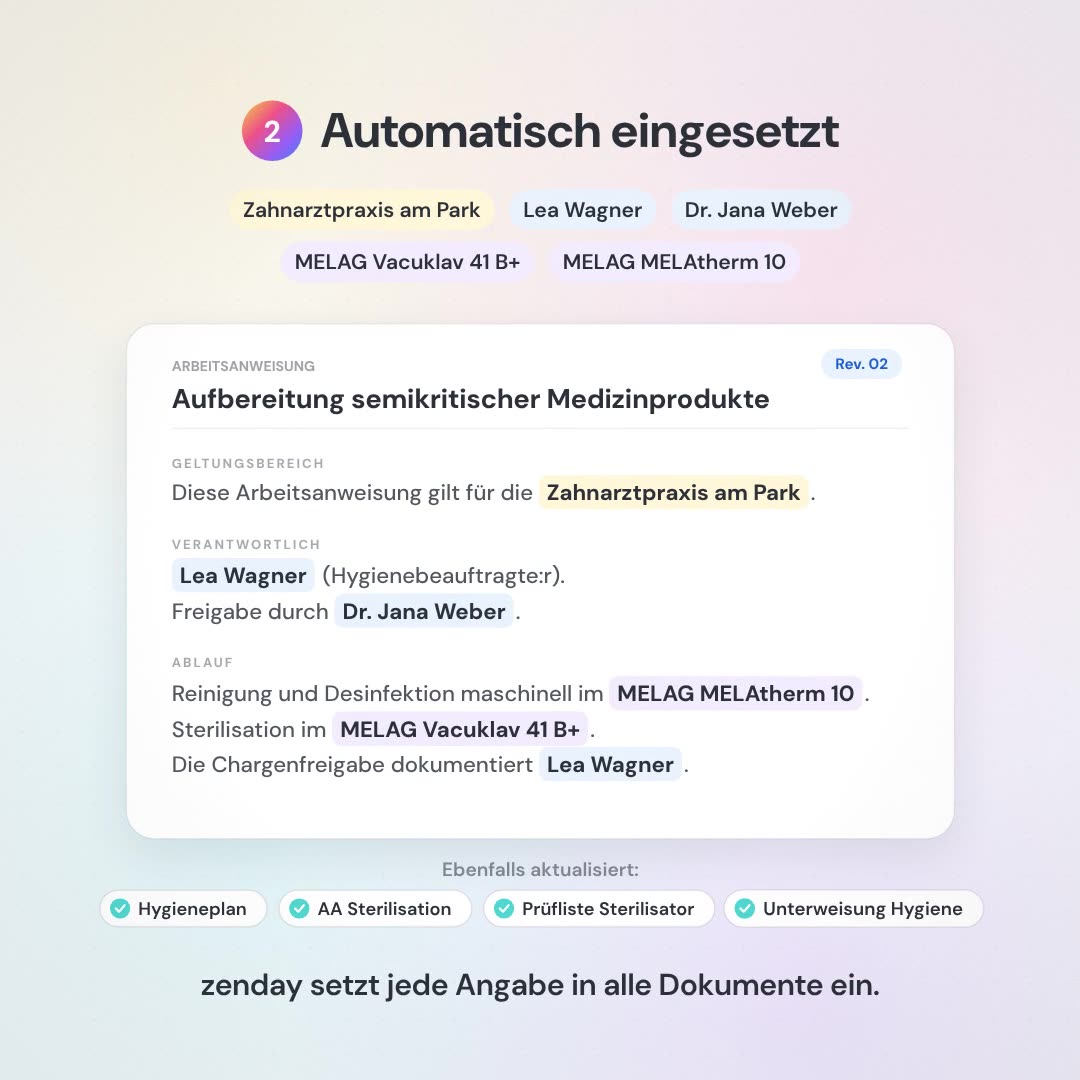 2 Automatisch eingesetzt
Zahnarztpraxis am Park Lea Wagner Dr. Jana Weber
MELAG Vacuklav 41 B+ MELAG MELAtherm 10
ARBEITSANWEISUNG Rev. 02
Aufbereitung semikritischer Medizinprodukte
GELTUNGSBEREICH
Diese Arbeitsanweisung gilt für die Zahnarztpraxis am Park.
VERANTWORTLICH
Lea Wagner (Hygienebeauftragte:r).
Freigabe durch Dr. Jana Weber.
ABLAUF
Reinigung und Desinfektion maschinell im MELAG MELAtherm 10.
Sterilisation im MELAG Vacuklav 41 B+.
Die Chargenfreigabe dokumentiert Lea Wagner.
Ebenfalls aktualisiert:
Hygieneplan AA Sterilisation Prüfliste Sterilisator Unterweisung Hygiene
zenday setzt jede Angabe in alle Dokumente ein.